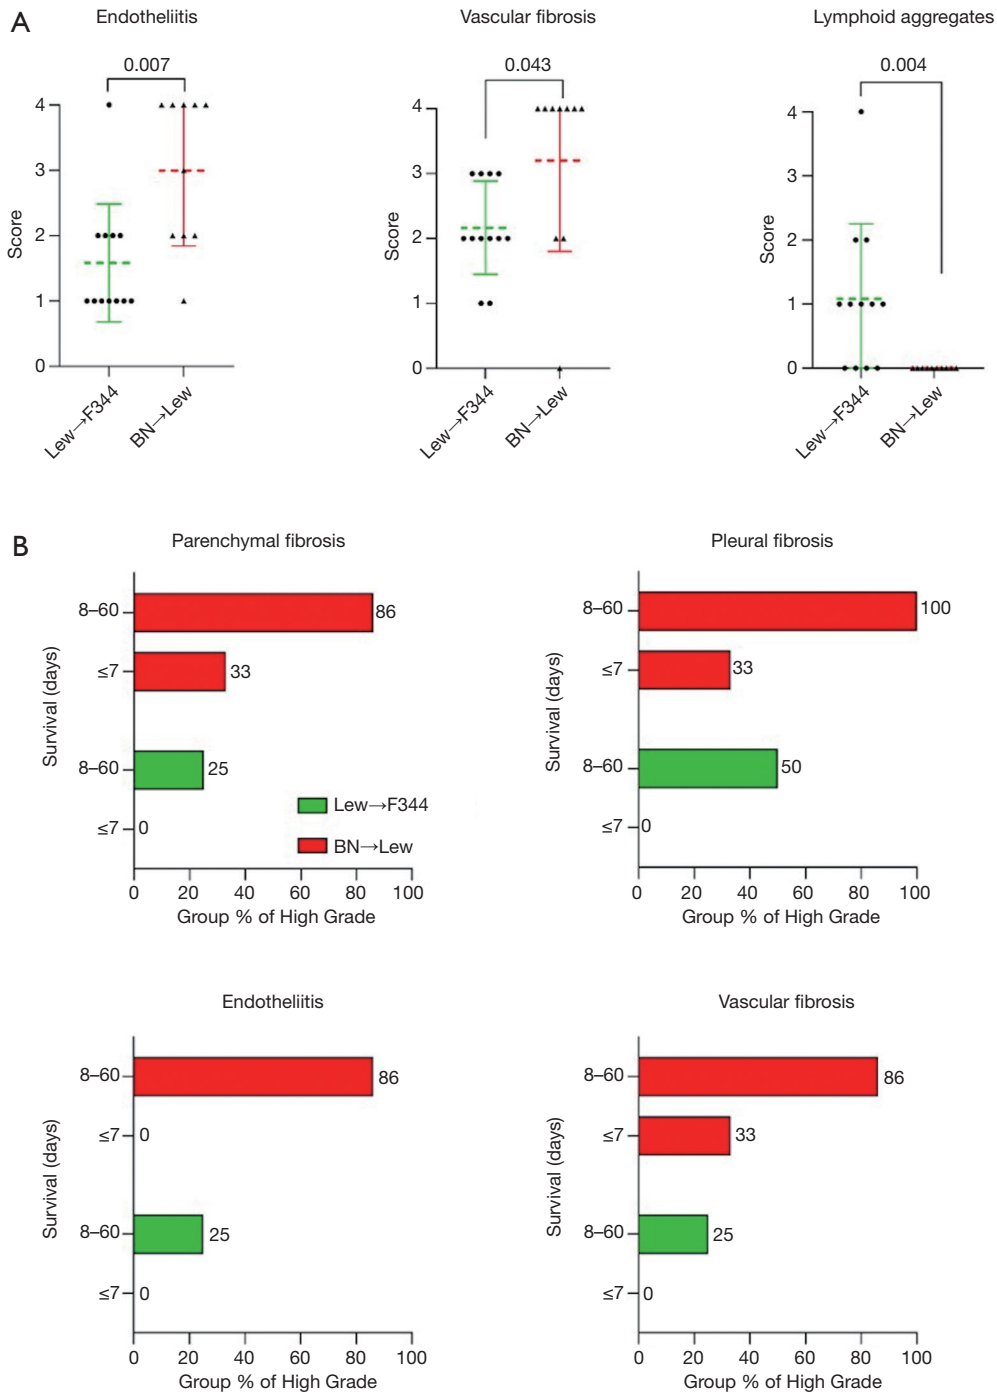 A
Endotheliitis
0.007
4
3
2
1
0
Score
Lew→F344
BN→Lew
Vascular fibrosis
0.043
4
3
2
1
0
Score
Lew→F344
BN→Lew
Lymphoid aggregates
0.004
4
3
2
1
0
Score
Lew→F344
BN→Lew
B
Parenchymal fibrosis
8–60
86
≤7
33
8–60
25
≤7
0
Survival (days)
Lew→F344
BN→Lew
0 20 40 60 80 100
Group % of High Grade
Pleural fibrosis
8–60
100
≤7
33
8–60
50
≤7
0
Survival (days)
0 20 40 60 80 100
Group % of High Grade
Endotheliitis
8–60
86
≤7
0
8–60
25
≤7
0
Survival (days)
0 20 40 60 80 100
Group % of High Grade
Vascular fibrosis
8–60
86
≤7
33
8–60
25
≤7
0
Survival (days)
0 20 40 60 80 100
Group % of High Grade